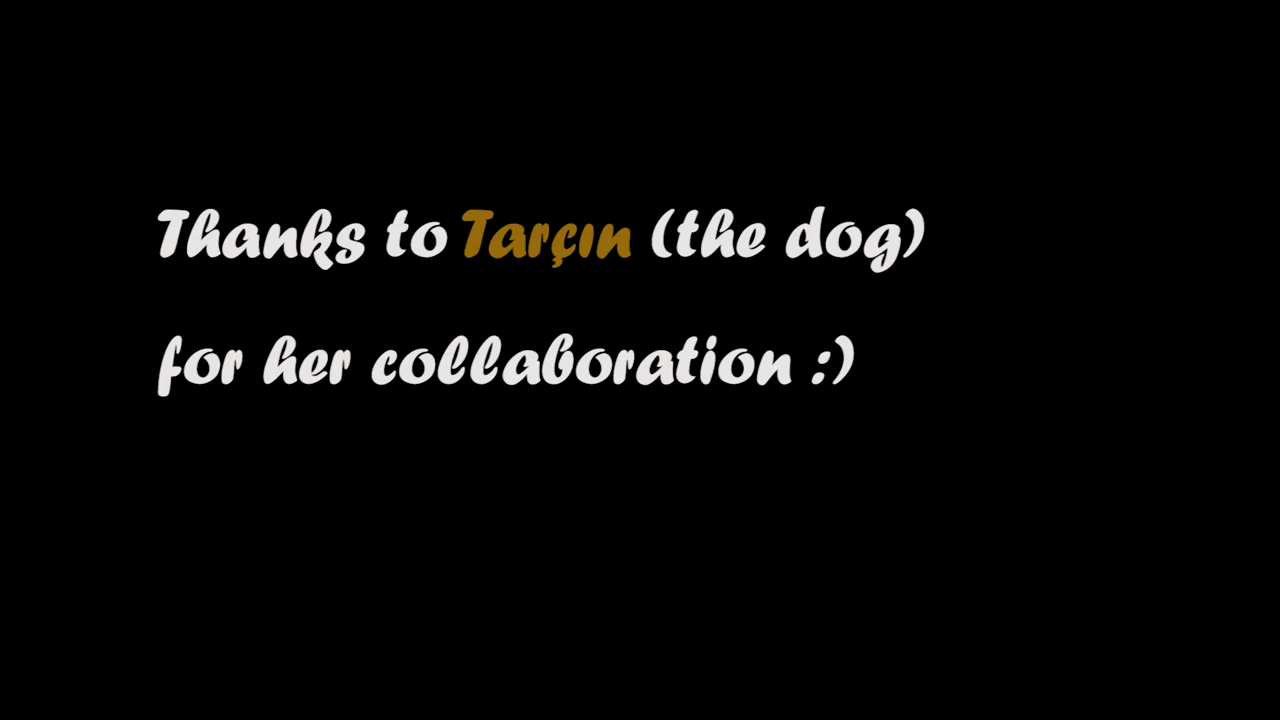 Thanks to Tarçın (the dog)
for her collaboration :)